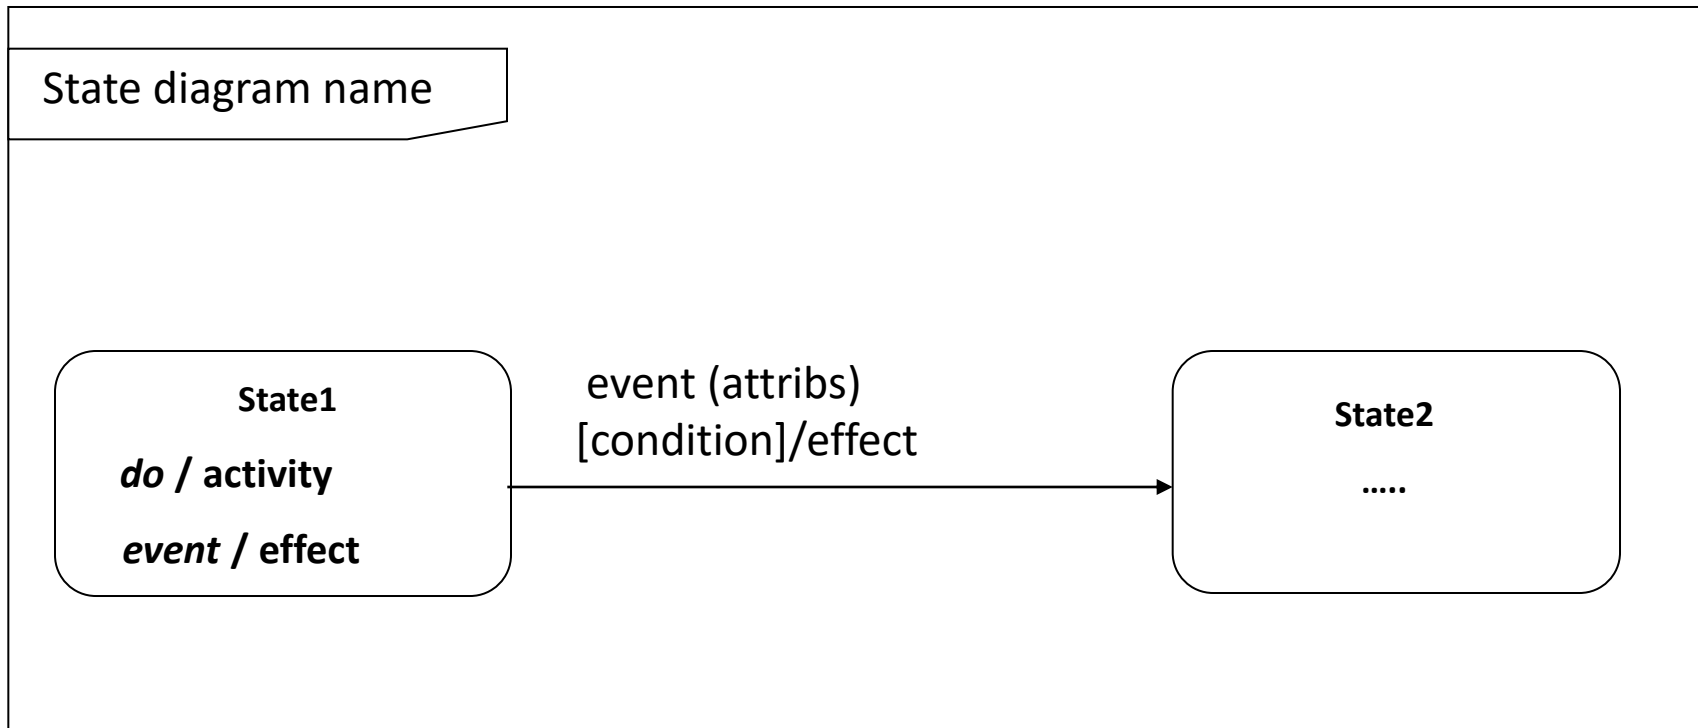 State diagram name
State1
do / activity
event / effect
event (attribs)
[condition]/effect
State2
.....